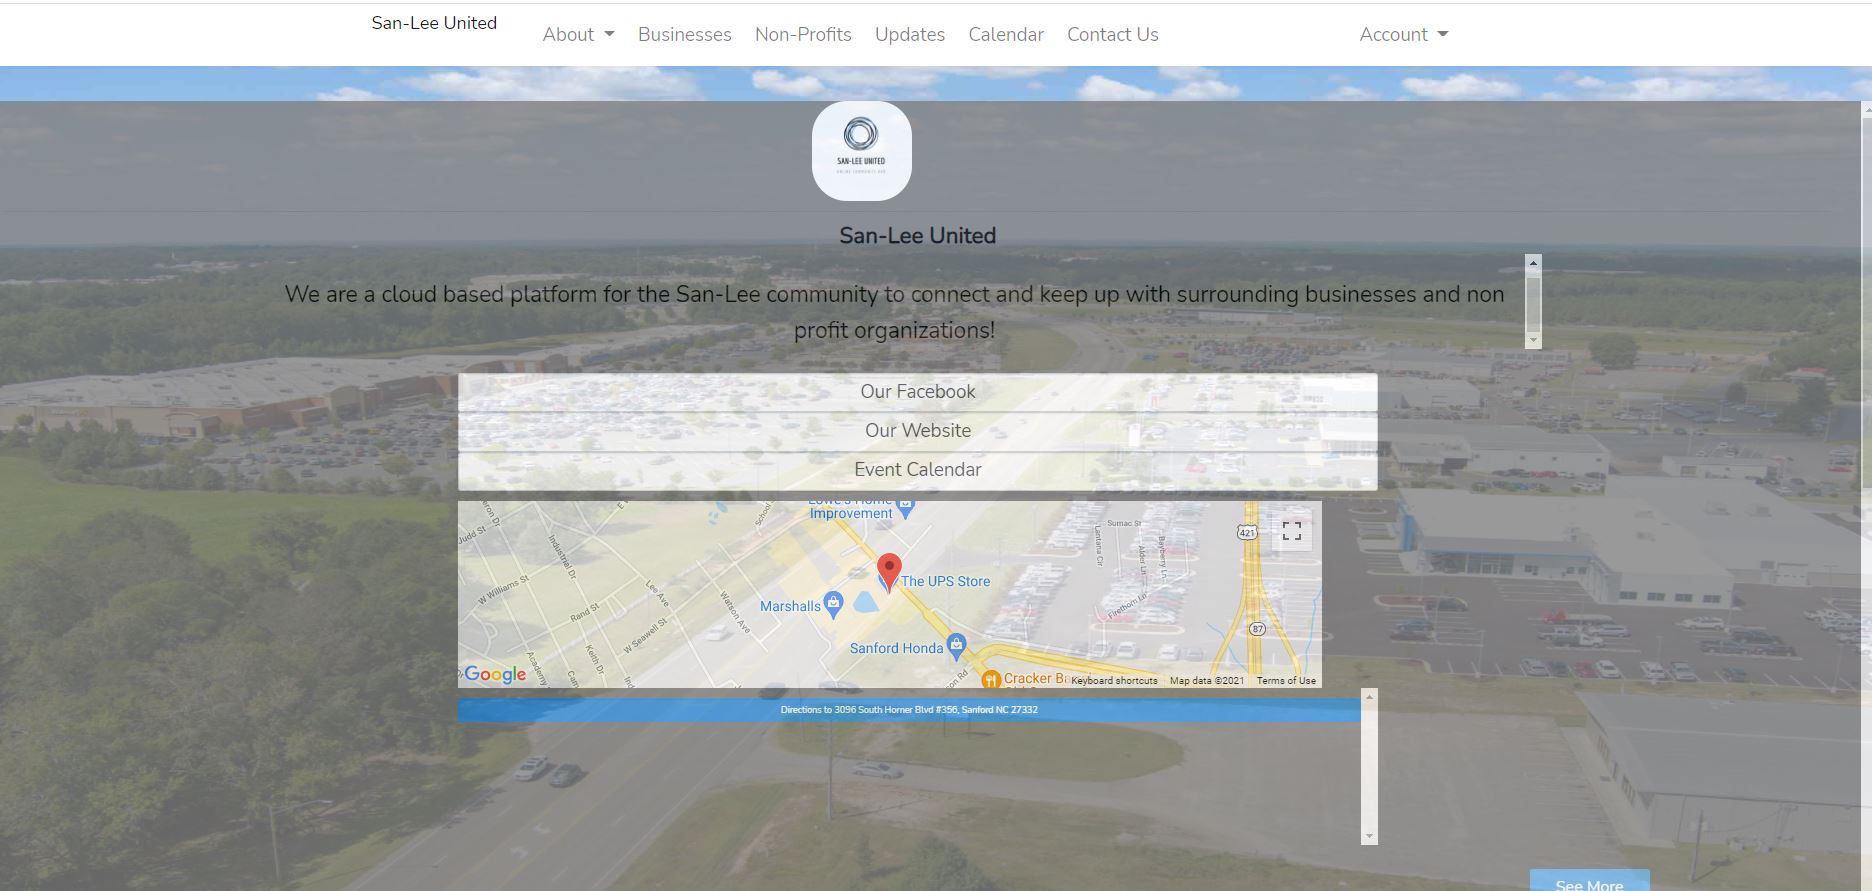 San-Lee United
About
Businesses
Non-Profits
Updates
Calendar
Contact Us
Account
SAN-LEE UNITED
ONLINE COMMUNITY HUB
San-Lee United
We are a cloud based platform for the San-Lee community to connect and keep up with surrounding businesses and non
profit organizations!
Our Facebook
Our Website
Event Calendar
Lowe's Home
Improvement
School
Judd St
Industrial Dr
Sumac St
Lantana Cir
Bayberry Ln
Alder Ln
421
The UPS Store
W Williams St
Lee Ave
Watson Ave
Marshalls
Rand St
Firethorn Ln
W Seawell St
87
Keith Dr
Sanford Honda
Academy
Google
Cracker Ba
Keyboard shortcuts
Map data ©2021
Terms of Use
Directions to 3096 South Horner Blvd #356, Sanford NC 27332
See More